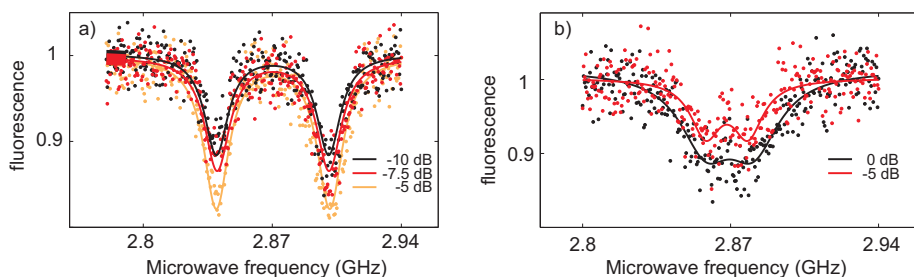 a)
1
0.9
fluorescence
-10 dB
-7.5 dB
-5 dB
2.8
2.87
2.94
Microwave frequency (GHz)
b)
1
0.9
fluorescence
0 dB
-5 dB
2.8
2.87
2.94
Microwave frequency (GHz)